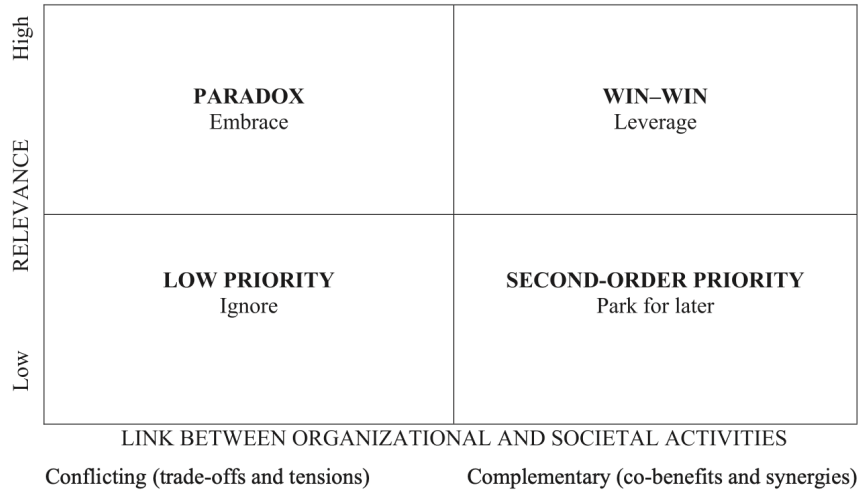 High
PARADOX
Embrace
WIN–WIN
Leverage
RELEVANCE
LOW PRIORITY
Ignore
SECOND-ORDER PRIORITY
Park for later
Low
LINK BETWEEN ORGANIZATIONAL AND SOCIETAL ACTIVITIES
Conflicting (trade-offs and tensions)
Complementary (co-benefits and synergies)